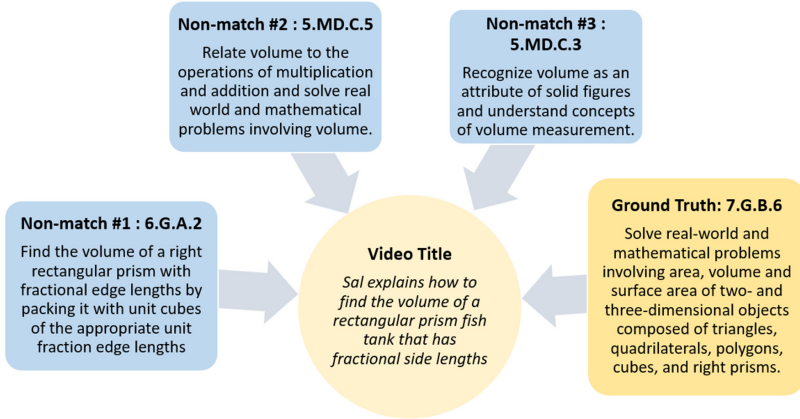 Non-match #2 : 5.MD.C.5
Relate volume to the
operations of multiplication
and addition and solve real
world and mathematical
problems involving volume.
Non-match #3 :
5.MD.C.3
Recognize volume as an
attribute of solid figures
and understand concepts
of volume measurement.
Non-match #1 : 6.G.A.2
Find the volume of a right
rectangular prism with
fractional edge lengths by
packing it with unit cubes
of the appropriate unit
fraction edge lengths
Video Title
Sal explains how to
find the volume of a
rectangular prism fish
tank that has
fractional side lengths
Ground Truth: 7.G.B.6
Solve real-world and
mathematical problems
involving area, volume and
surface area of two- and
three-dimensional objects
composed of triangles,
quadrilaterals, polygons,
cubes, and right prisms.